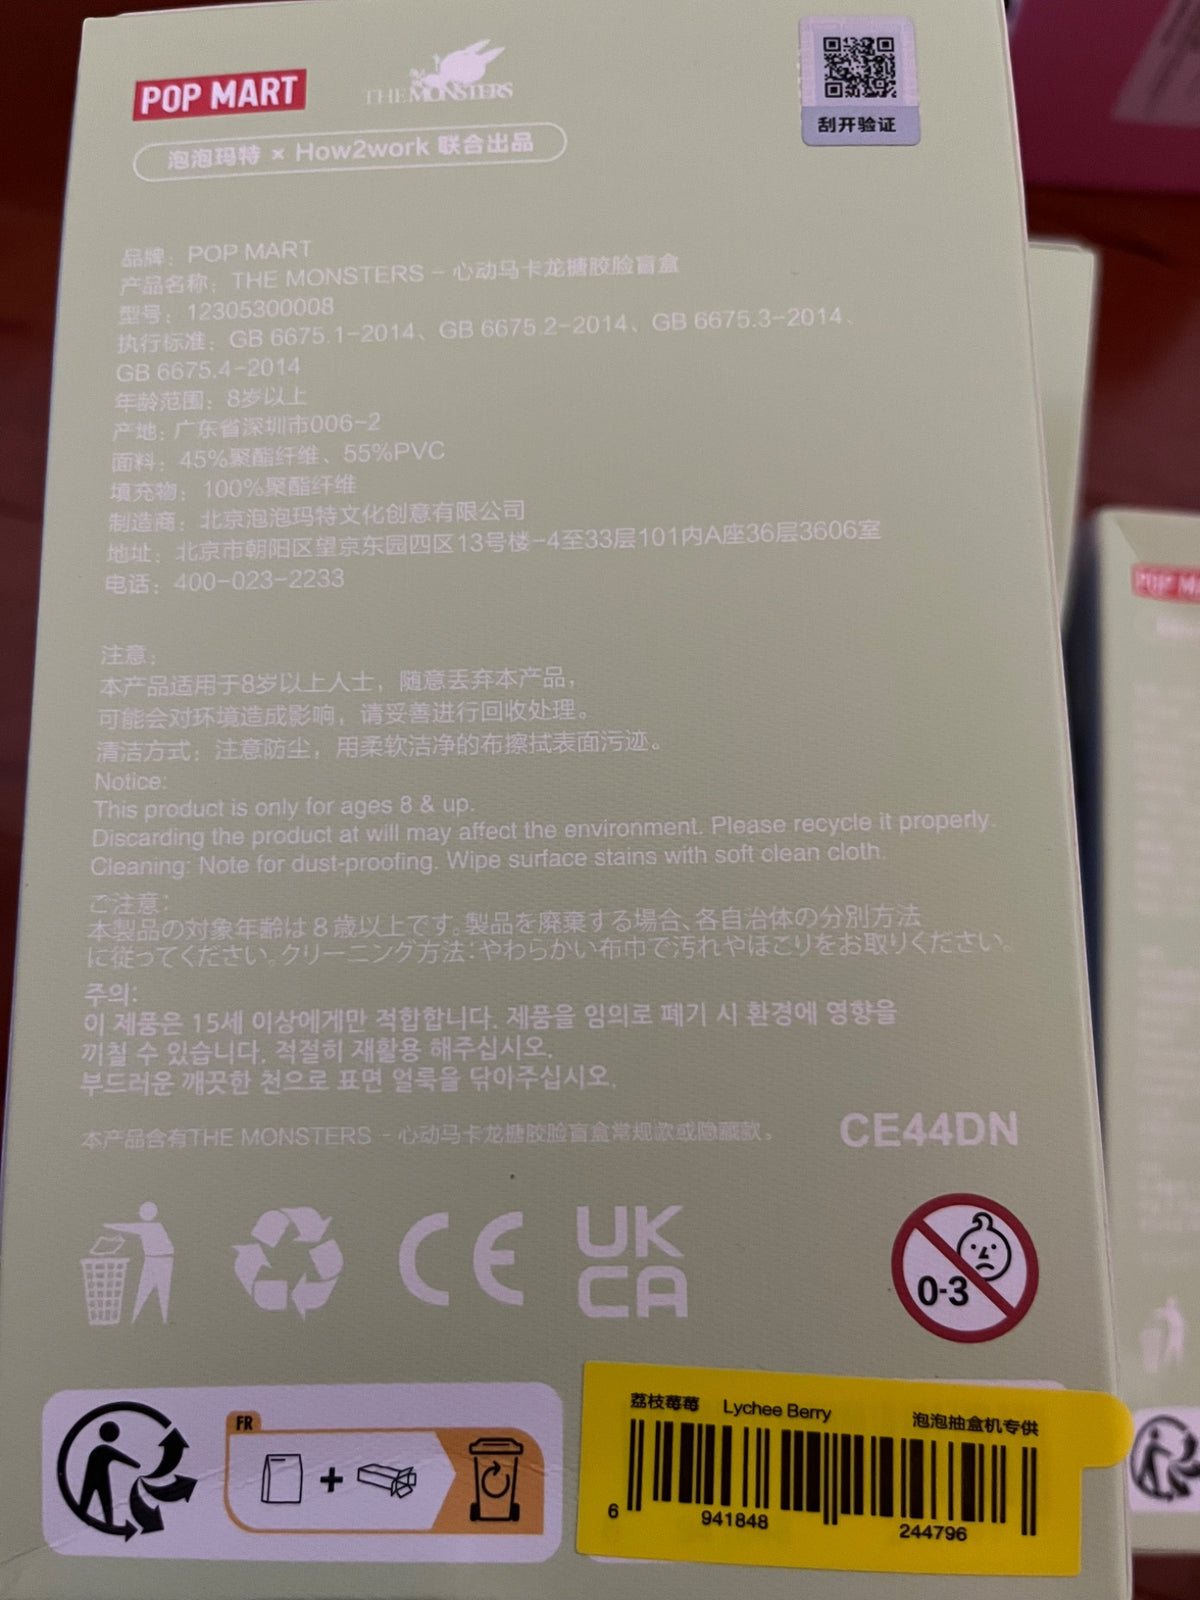 POP MART
THE MONSTERS
刮开验证
泡泡玛特 × How2work 联合出品
品牌：POP MART
产品名称：THE MONSTERS - 心动马卡龙搪胶脸盲盒
型号：12305300008
执行标准：GB 6675.1-2014、GB 6675.2-2014、GB 6675.3-2014、
GB 6675.4-2014
年龄范围：8岁以上
产地：广东省深圳市006-2
面料：45%聚酯纤维、55%PVC
填充物：100%聚酯纤维
制造商：北京泡泡玛特文化创意有限公司
地址：北京市朝阳区望京东园四区13号楼-4至33层101内A座36层3606室
电话：400-023-2233
注意：
本产品适用于8岁以上人士，随意丢弃本产品，
可能会对环境造成影响，请妥善进行回收处理。
清洁方式：注意防尘，用柔软洁净的布擦拭表面污迹。
Notice:
This product is only for ages 8 & up.
Discarding the product at will may affect the environment. Please recycle it properly.
Cleaning: Note for dust-proofing. Wipe surface stains with soft clean cloth.
ご注意：
本製品の対象年齢は8歳以上です。製品を廃棄する場合、各自治体の分別方法
に従ってください。クリーニング方法：やわらかい布巾で汚れやほこりをお取りください。
주의:
이 제품은 15세 이상에게만 적합합니다. 제품을 임의로 폐기 시 환경에 영향을
끼칠 수 있습니다. 적절히 재활용 해주십시오.
부드러운 깨끗한 천으로 표면 얼룩을 닦아주십시오.
本产品含有THE MONSTERS - 心动马卡龙搪胶脸盲盒常规款或隐藏款。
CE44DN
CE
UK
CA
0-3
FR
荔枝莓莓 Lychee Berry 泡泡抽盒机专供
6 941848 244796
POP MA